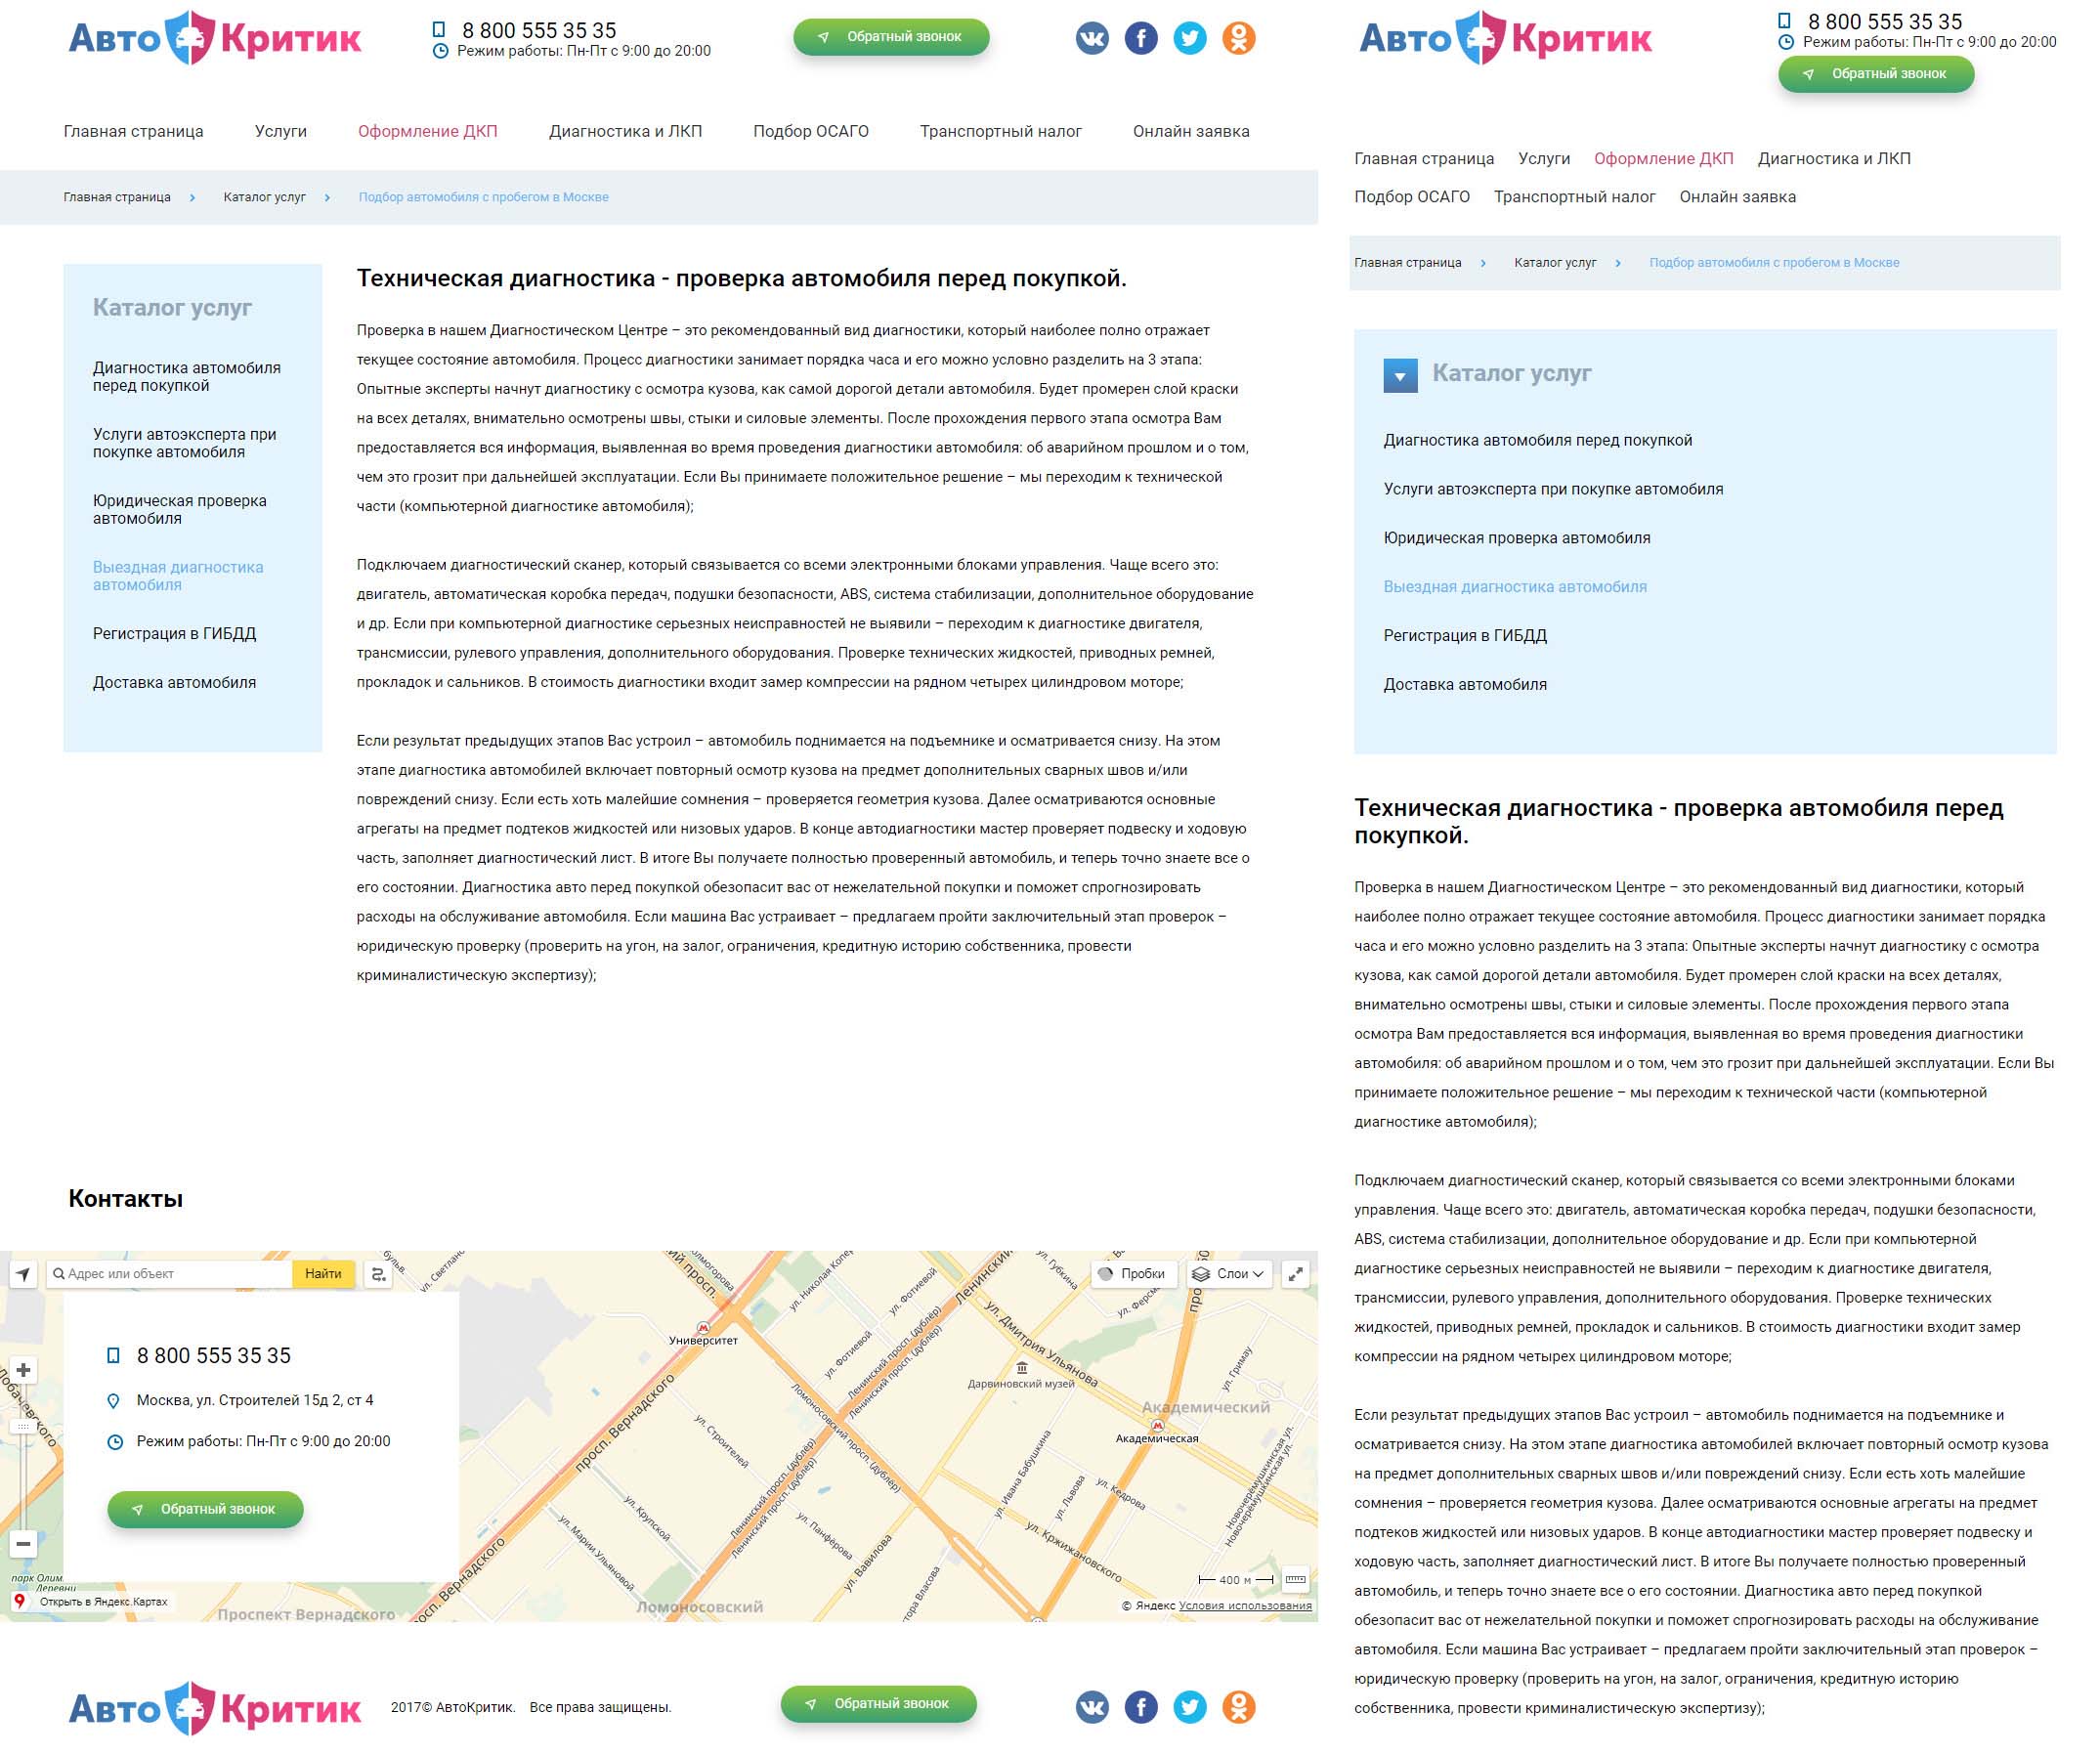 Авто Критик
8 800 555 35 35
Режим работы: Пн-Пт с 9:00 до 20:00
Обратный звонок
Главная страница Услуги Оформление ДКП Диагностика и ЛКП Подбор ОСАГО Транспортный налог Онлайн заявка
Главная страница Каталог услуг Подбор автомобиля с пробегом в Москве
Каталог услуг
Диагностика автомобиля
перед покупкой
Услуги автоэксперта при
покупке автомобиля
Юридическая проверка
автомобиля
Выездная диагностика
автомобиля
Регистрация в ГИБДД
Доставка автомобиля
Техническая диагностика - проверка автомобиля перед покупкой.
Проверка в нашем Диагностическом Центре – это рекомендованный вид диагностики, который наиболее полно отражает
текущее состояние автомобиля. Процесс диагностики занимает порядка часа и его можно условно разделить на 3 этапа:
Опытные эксперты начнут диагностику с осмотра кузова, как самой дорогой детали автомобиля. Будет промерен слой краски
на всех деталях, внимательно осмотрены швы, стыки и силовые элементы. После прохождения первого этапа осмотра Вам
предоставляется вся информация, выявленная во время проведения диагностики автомобиля: об аварийном прошлом и о том,
чем это грозит при дальнейшей эксплуатации. Если Вы принимаете положительное решение – мы переходим к технической
части (компьютерной диагностике автомобиля);
Подключаем диагностический сканер, который связывается со всеми электронными блоками управления. Чаще всего это:
двигатель, автоматическая коробка передач, подушки безопасности, ABS, система стабилизации, дополнительное оборудование
и др. Если при компьютерной диагностике серьезных неисправностей не выявили – переходим к диагностике двигателя,
трансмиссии, рулевого управления, дополнительного оборудования. Проверке технических жидкостей, приводных ремней,
прокладок и сальников. В стоимость диагностики входит замер компрессии на рядном четырех цилиндровом моторе;
Если результат предыдущих этапов Вас устроил – автомобиль поднимается на подъемнике и осматривается снизу. На этом
этапе диагностика автомобилей включает повторный осмотр кузова на предмет дополнительных сварных швов и/или
повреждений снизу. Если есть хоть малейшие сомнения – проверяется геометрия кузова. Далее осматриваются основные
агрегаты на предмет подтеков жидкостей или низовых ударов. В конце автодиагностики мастер проверяет подвеску и ходовую
часть, заполняет диагностический лист. В итоге Вы получаете полностью проверенный автомобиль, и теперь точно знаете все о
его состоянии. Диагностика авто перед покупкой обезопасит вас от нежелательной покупки и поможет спрогнозировать
расходы на обслуживание автомобиля. Если машина Вас устраивает – предлагаем пройти заключительный этап проверок –
юридическую проверку (проверить на угон, на залог, ограничения, кредитную историю собственника, провести
криминалистическую экспертизу);
Контакты
Адрес или объект Найти
Пробки Слои
8 800 555 35 35
Москва, ул. Строителей 15д 2, ст 4
Режим работы: Пн-Пт с 9:00 до 20:00
Обратный звонок
Открыть в Яндекс.Картах
ул. Светлано
ул. Николая Копер
ул. Фотиевой
ул. Фотиевой
Ленинский
Ленинский просп. (дублёр)
Ленинский просп. (дублёр)
ул. Губкина
ул. Дмитрия Ульянова
Университет
Дарвиновский музей
ул. Гримау
Академический
Академическая
просп. Вернадского
ул. Строителей
Ломоносовский просп. (дублёр)
Ленинский просп. (дублёр)
Ленинский просп. (дублёр)
ул. Ивана Бабушкина
ул. Львова
ул. Кедрова
Новочерёмушкинская ул.
Новочерёмушкинская ул.
ул. Крупской
ул. Марии Ульяновой
ул. Панфёрова
ул. Вавилова
ул. Кржижановского
Проспект Вернадского
Ломоносовский
400 м
© Яндекс Условия использования
Авто Критик
2017© АвтоКритик. Все права защищены.
Обратный звонок
Авто Критик
8 800 555 35 35
Режим работы: Пн-Пт с 9:00 до 20:00
Обратный звонок
Главная страница Услуги Оформление ДКП Диагностика и ЛКП
Подбор ОСАГО Транспортный налог Онлайн заявка
Главная страница Каталог услуг Подбор автомобиля с пробегом в Москве
Каталог услуг
Диагностика автомобиля перед покупкой
Услуги автоэксперта при покупке автомобиля
Юридическая проверка автомобиля
Выездная диагностика автомобиля
Регистрация в ГИБДД
Доставка автомобиля
Техническая диагностика - проверка автомобиля перед
покупкой.
Проверка в нашем Диагностическом Центре – это рекомендованный вид диагностики, который
наиболее полно отражает текущее состояние автомобиля. Процесс диагностики занимает порядка
часа и его можно условно разделить на 3 этапа: Опытные эксперты начнут диагностику с осмотра
кузова, как самой дорогой детали автомобиля. Будет промерен слой краски на всех деталях,
внимательно осмотрены швы, стыки и силовые элементы. После прохождения первого этапа
осмотра Вам предоставляется вся информация, выявленная во время проведения диагностики
автомобиля: об аварийном прошлом и о том, чем это грозит при дальнейшей эксплуатации. Если Вы
принимаете положительное решение – мы переходим к технической части (компьютерной
диагностике автомобиля);
Подключаем диагностический сканер, который связывается со всеми электронными блоками
управления. Чаще всего это: двигатель, автоматическая коробка передач, подушки безопасности,
ABS, система стабилизации, дополнительное оборудование и др. Если при компьютерной
диагностике серьезных неисправностей не выявили – переходим к диагностике двигателя,
трансмиссии, рулевого управления, дополнительного оборудования. Проверке технических
жидкостей, приводных ремней, прокладок и сальников. В стоимость диагностики входит замер
компрессии на рядном четырех цилиндровом моторе;
Если результат предыдущих этапов Вас устроил – автомобиль поднимается на подъемнике и
осматривается снизу. На этом этапе диагностика автомобилей включает повторный осмотр кузова
на предмет дополнительных сварных швов и/или повреждений снизу. Если есть хоть малейшие
сомнения – проверяется геометрия кузова. Далее осматриваются основные агрегаты на предмет
подтеков жидкостей или низовых ударов. В конце автодиагностики мастер проверяет подвеску и
ходовую часть, заполняет диагностический лист. В итоге Вы получаете полностью проверенный
автомобиль, и теперь точно знаете все о его состоянии. Диагностика авто перед покупкой
обезопасит вас от нежелательной покупки и поможет спрогнозировать расходы на обслуживание
автомобиля. Если машина Вас устраивает – предлагаем пройти заключительный этап проверок –
юридическую проверку (проверить на угон, на залог, ограничения, кредитную историю
собственника, провести криминалистическую экспертизу);